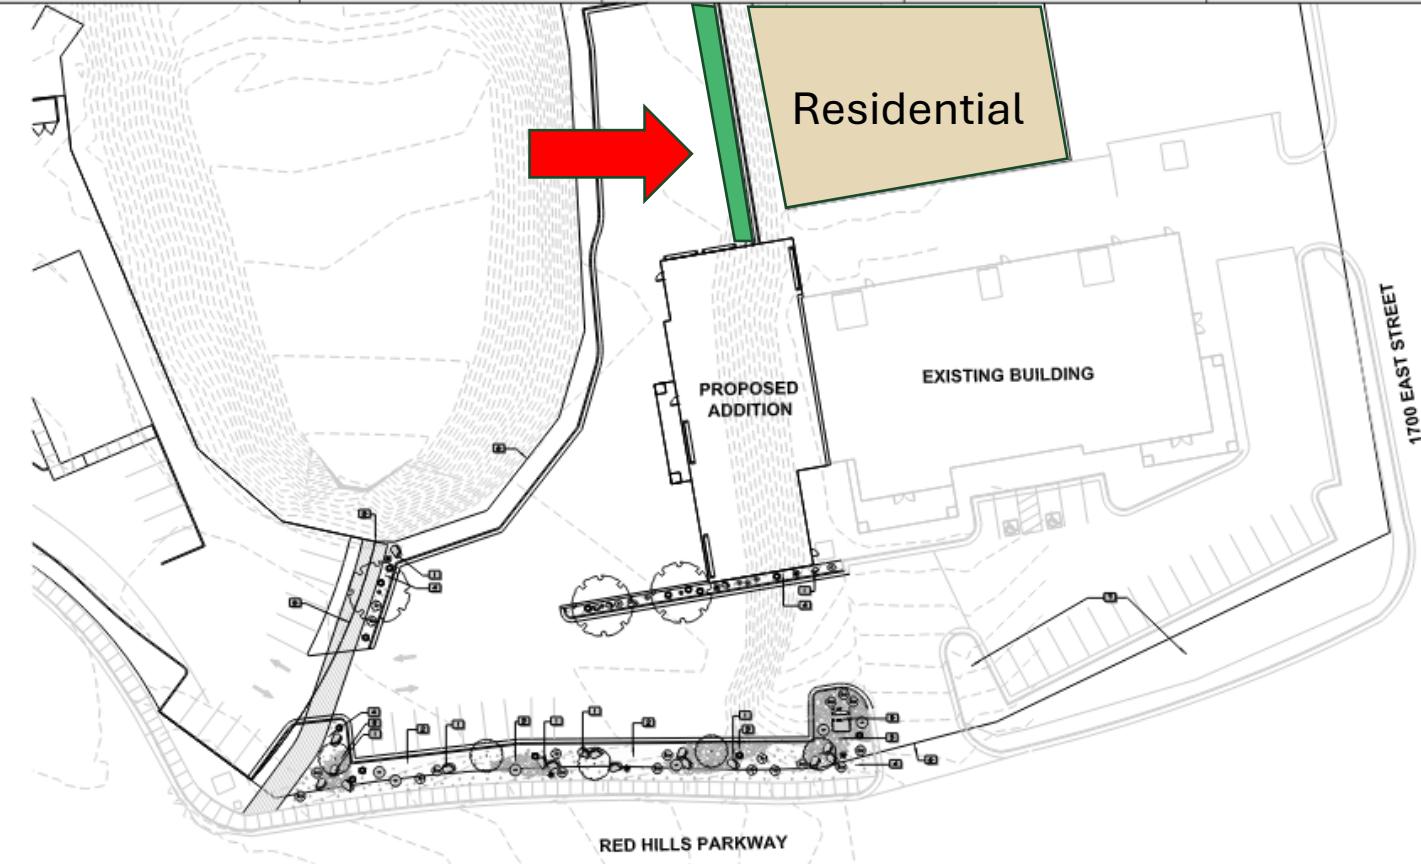 Residential
PROPOSED
ADDITION
EXISTING BUILDING
1700 EAST STREET
RED HILLS PARKWAY